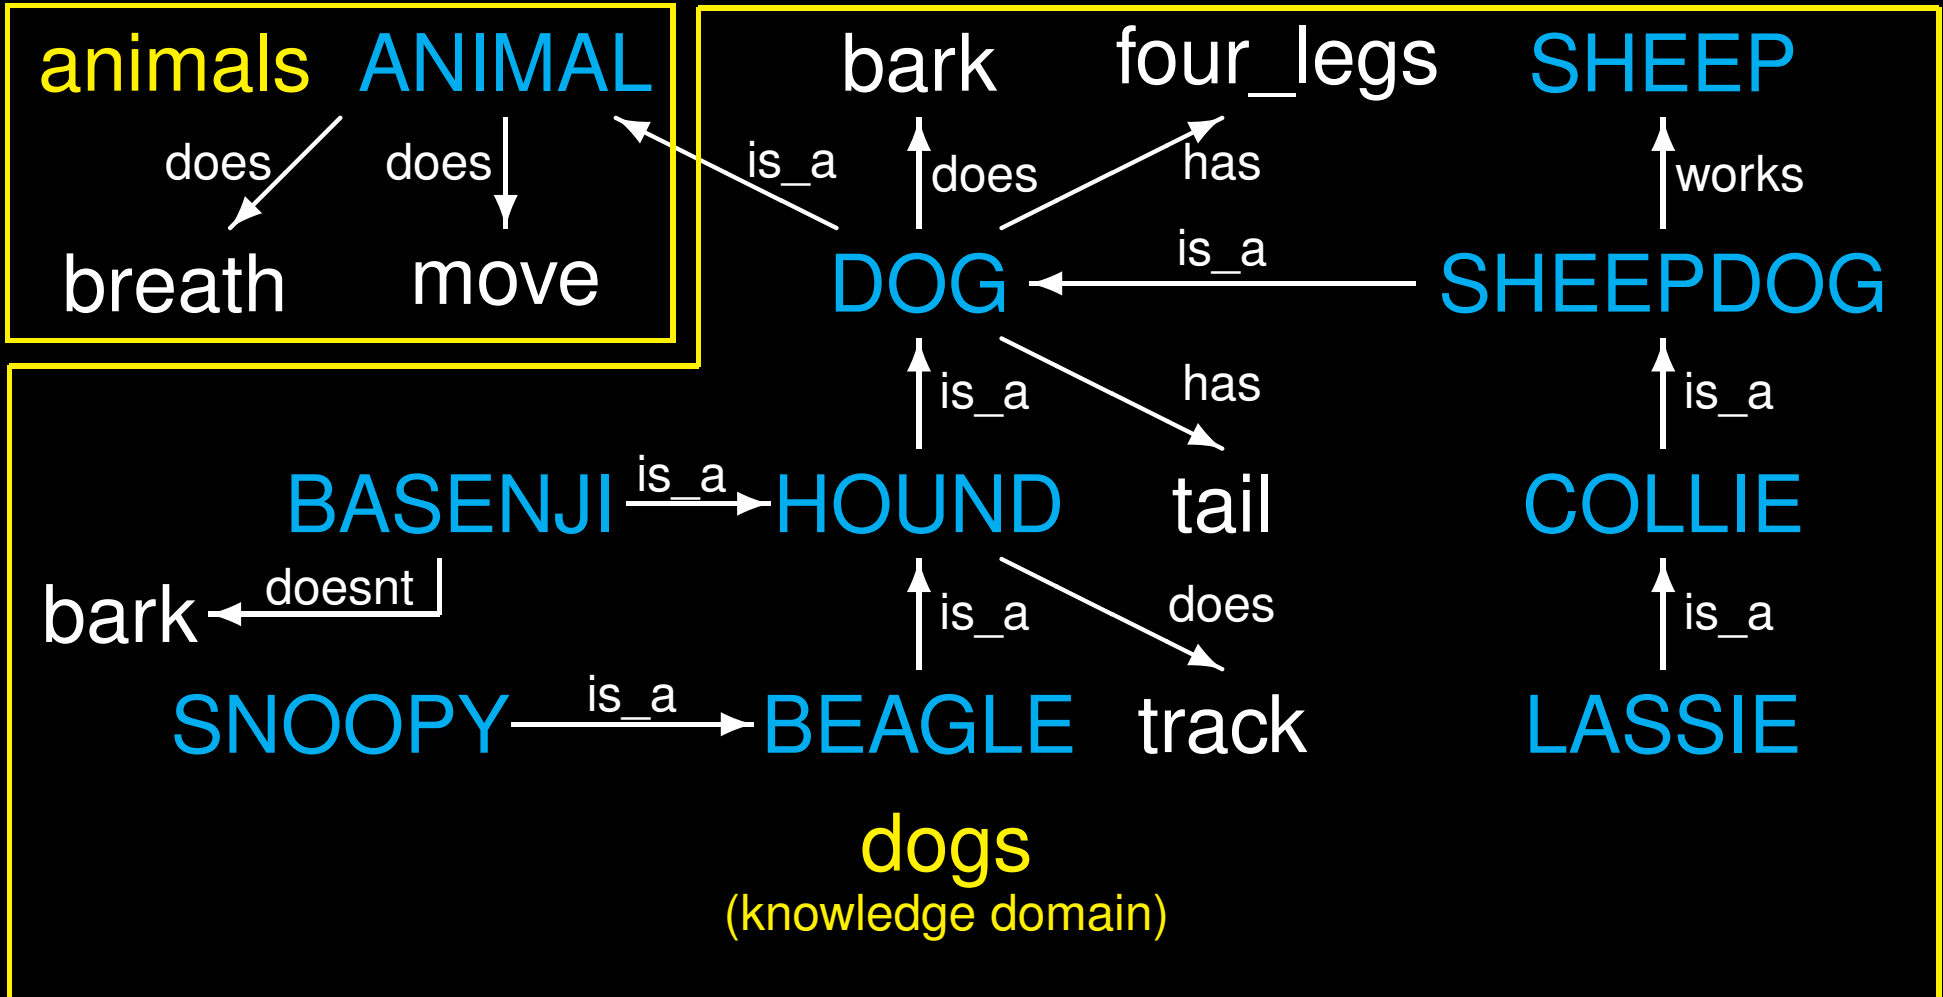 animals ANIMAL bark four_legs SHEEP
does does is_a does has works
breath move DOG is_a SHEEPDOG
is_a has is_a
BASENJI is_a HOUND tail COLLIE
bark doesnt is_a does is_a
SNOOPY is_a BEAGLE track LASSIE
dogs
(knowledge domain)